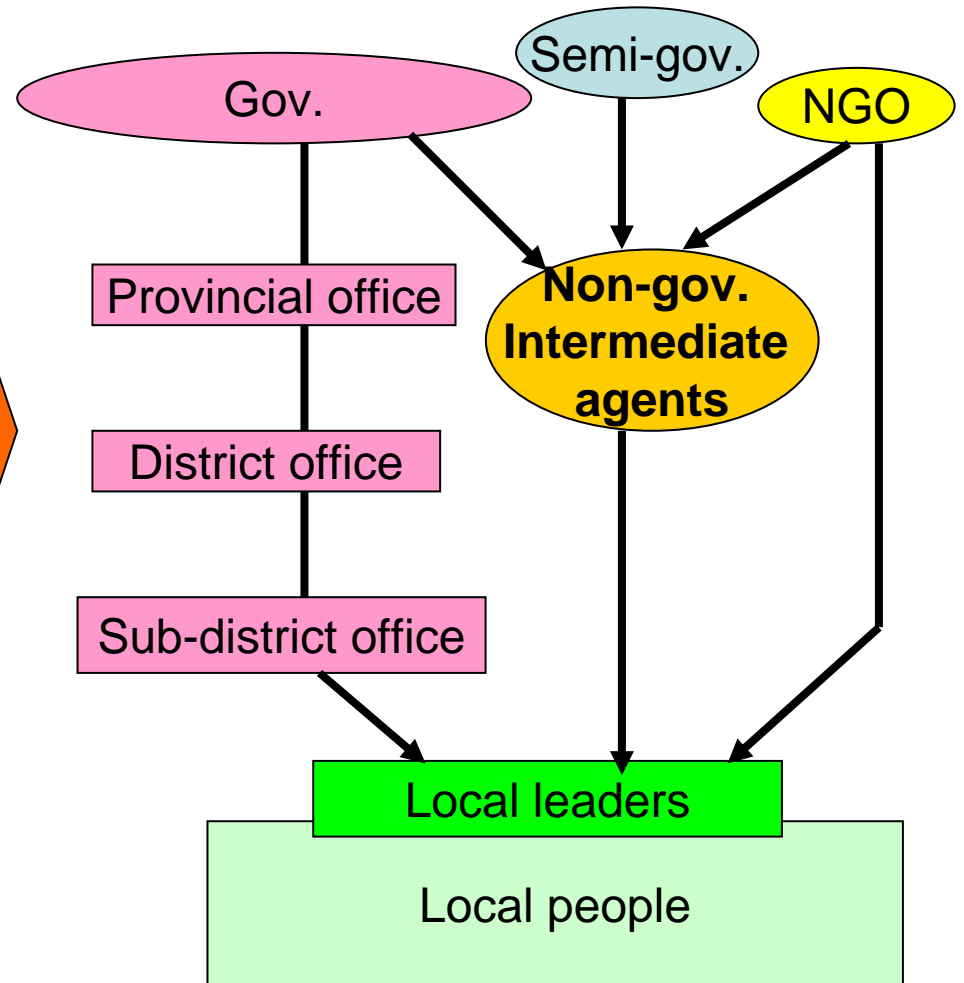 Semi-gov.
Gov.
NGO
Provincial office
Non-gov.
Intermediate
agents
District office
Sub-district office
Local leaders
Local people